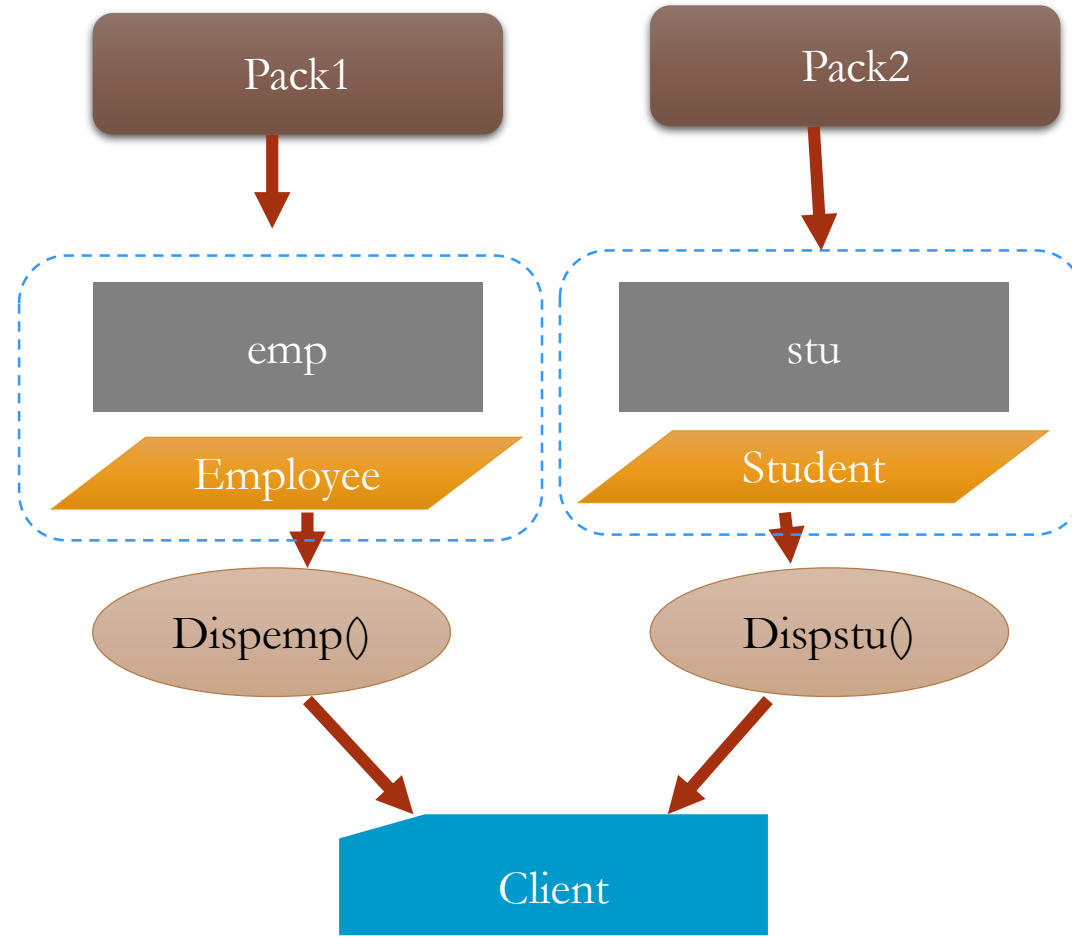 Pack1
Pack2
emp
stu
Employee
Student
Dispemp()
Dispstu()
Client